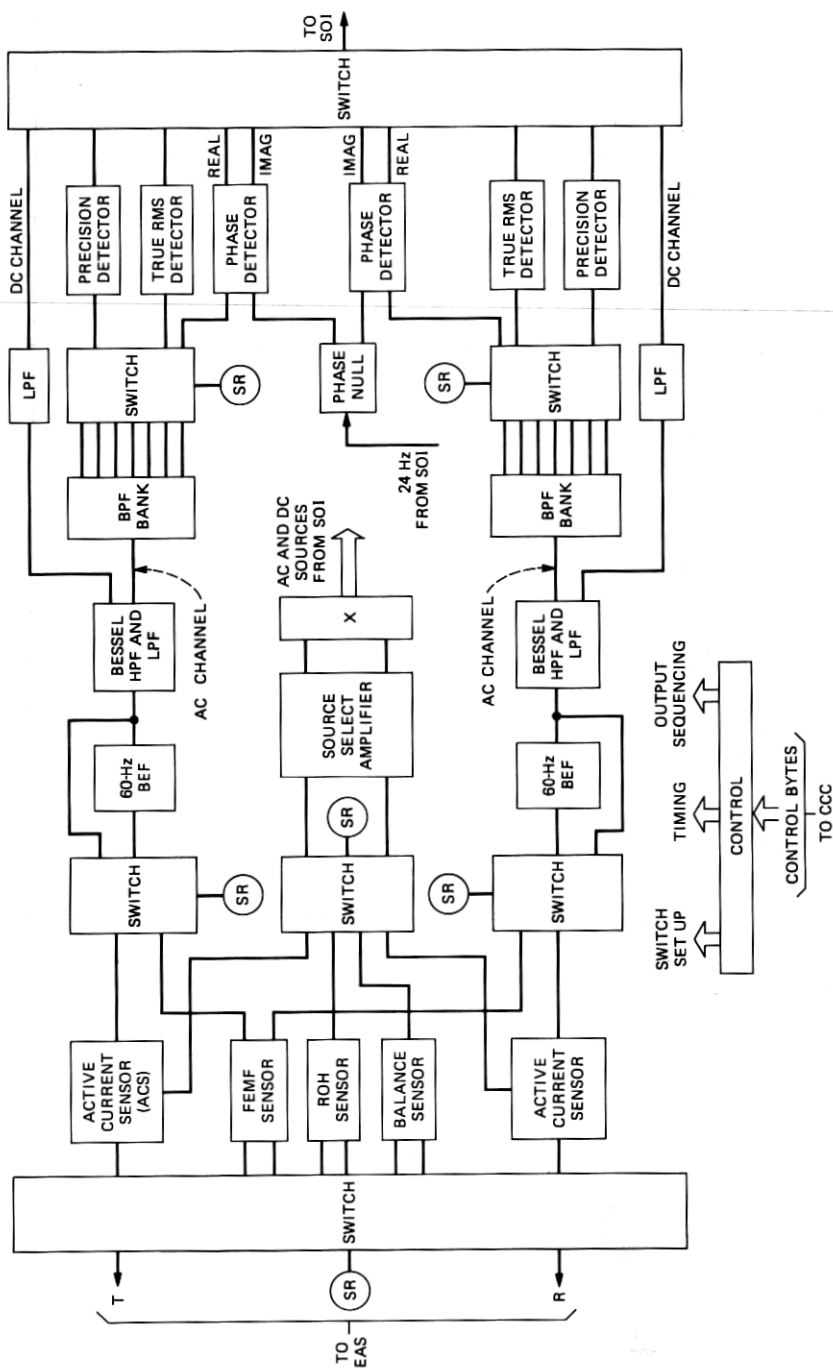 TO
EAS
T
SR
R
SWITCH
ACTIVE
CURRENT
SENSOR
(ACS)
FEMF
SENSOR
ROH
SENSOR
BALANCE
SENSOR
ACTIVE
CURRENT
SENSOR
SWITCH
SR
SWITCH
SR
SWITCH
SR
60-Hz
BEF
BESSEL
HPF AND
LPF
AC CHANNEL
SOURCE
SELECT
AMPLIFIER
X
AC AND DC
SOURCES
FROM SOI
60-Hz
BEF
BESSEL
HPF AND
LPF
AC CHANNEL
BPF
BANK
SWITCH
SR
LPF
DC CHANNEL
PRECISION
DETECTOR
TRUE RMS
DETECTOR
PHASE
DETECTOR
REAL
IMAG
24 Hz
FROM SOI
PHASE
NULL
PHASE
DETECTOR
IMAG
REAL
BPF
BANK
SWITCH
SR
TRUE RMS
DETECTOR
PRECISION
DETECTOR
LPF
DC CHANNEL
SWITCH
TO
SOI
SWITCH
SET UP
TIMING
OUTPUT
SEQUENCING
CONTROL
CONTROL BYTES
TO CCC